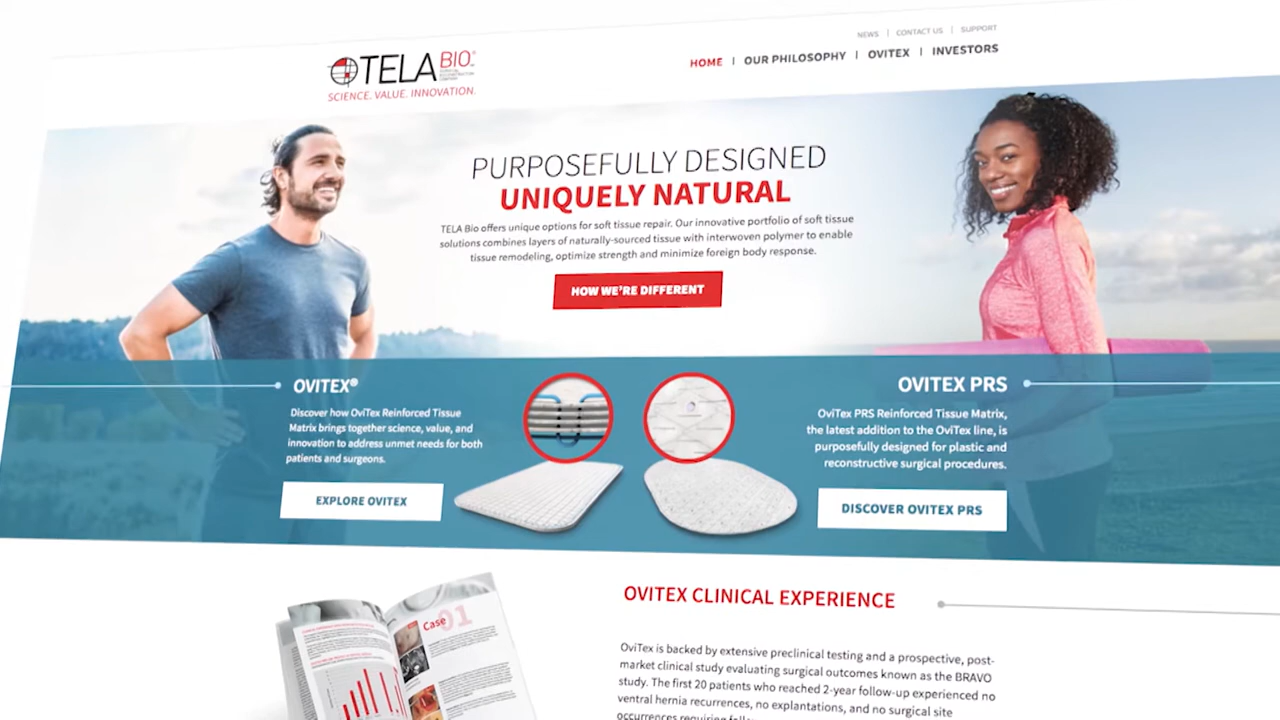 NEWS | CONTACT US | SUPPORT
TELA BIO®
SCIENCE. VALUE. INNOVATION.
HOME | OUR PHILOSOPHY | OVITEX | INVESTORS
PURPOSEFULLY DESIGNED
UNIQUELY NATURAL
TELA Bio offers unique options for soft tissue repair. Our innovative portfolio of soft tissue
solutions combines layers of naturally-sourced tissue with interwoven polymer to enable
tissue remodeling, optimize strength and minimize foreign body response.
HOW WE'RE DIFFERENT
OVITEX®
Discover how OviTex Reinforced Tissue
Matrix brings together science, value, and
innovation to address unmet needs for both
patients and surgeons.
EXPLORE OVITEX
OVITEX PRS
OviTex PRS Reinforced Tissue Matrix,
the latest addition to the OviTex line, is
purposefully designed for plastic and
reconstructive surgical procedures.
DISCOVER OVITEX PRS
Case 01
OVITEX CLINICAL EXPERIENCE
OviTex is backed by extensive preclinical testing and a prospective, post-
market clinical study evaluating surgical outcomes known as the BRAVO
study. The first 20 patients who reached 2-year follow-up experienced no
ventral hernia recurrences, no explantations, and no surgical site
occurrences requiring